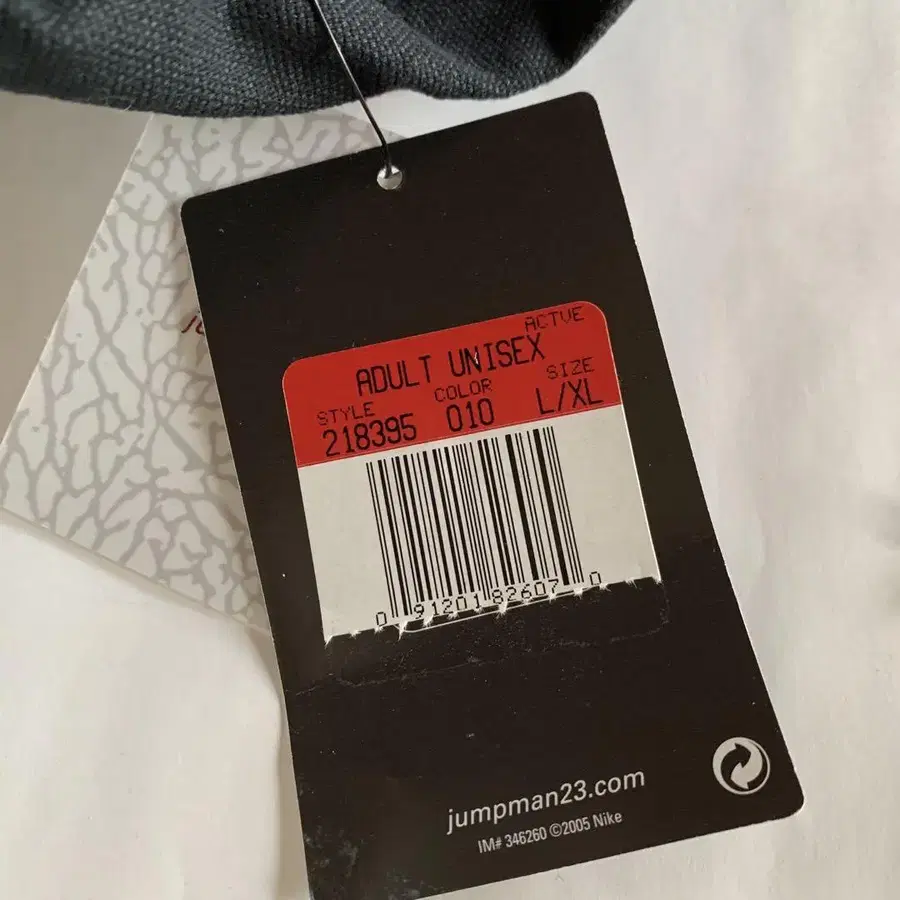 ACTVE
ADULT UNISEX
STYLE COLOR SIZE
218395 010 L/XL
0 91201 82607 0
jumpman23.com
IM# 346260 ©2005 Nike